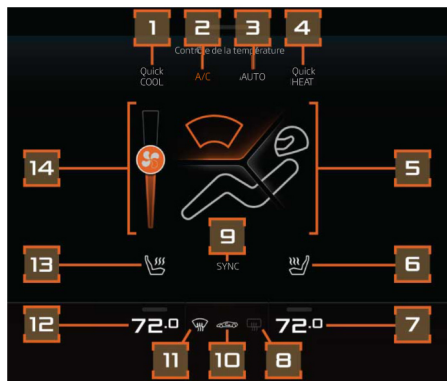 1 2 3 4
Contrôle de la température
Quick COOL
A/C
AUTO
Quick HEAT
14
5
9
SYNC
13
6
12
72.0
72.0
7
11
10
8